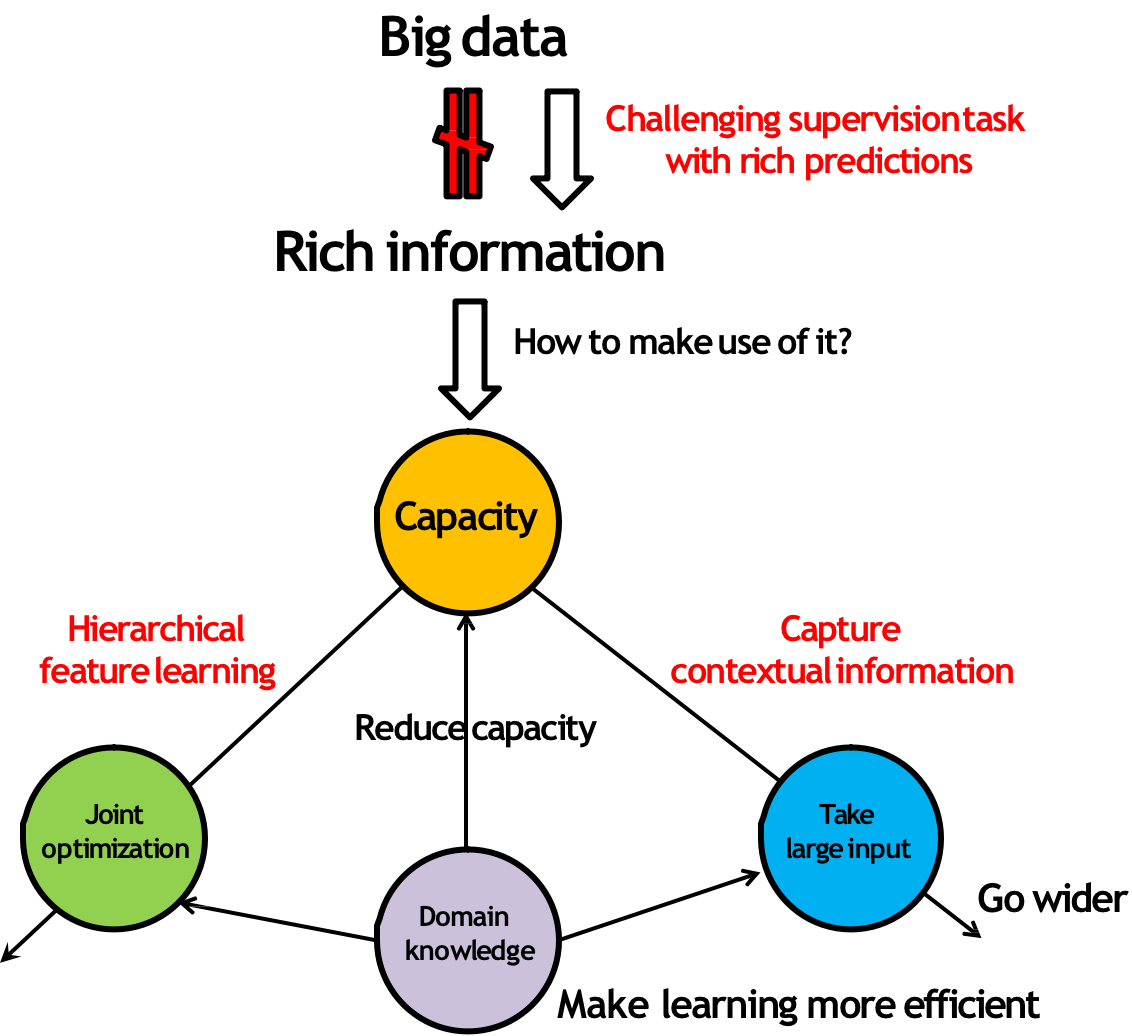 Big data
Challenging supervision task
with rich predictions
Rich information
How to make use of it?
Capacity
Hierarchical
feature learning
Capture
contextual information
Reduce capacity
Joint
optimization
Take
large input
Go wider
Domain
knowledge
Make learning more efficient